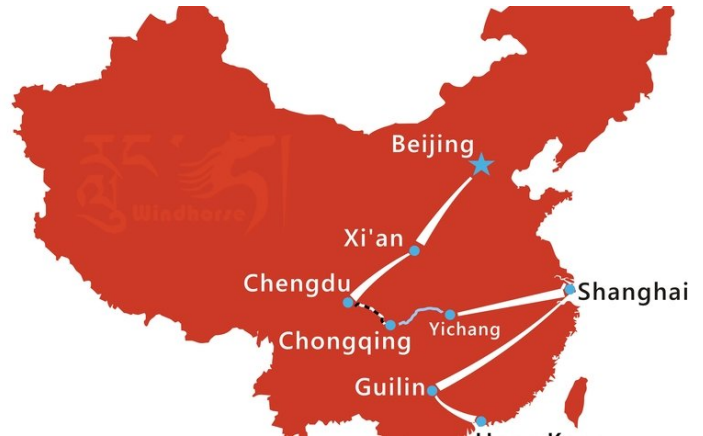 Beijing
Xi'an
Chengdu
Shanghai
Chongqing
Yichang
Guilin
Windhorse